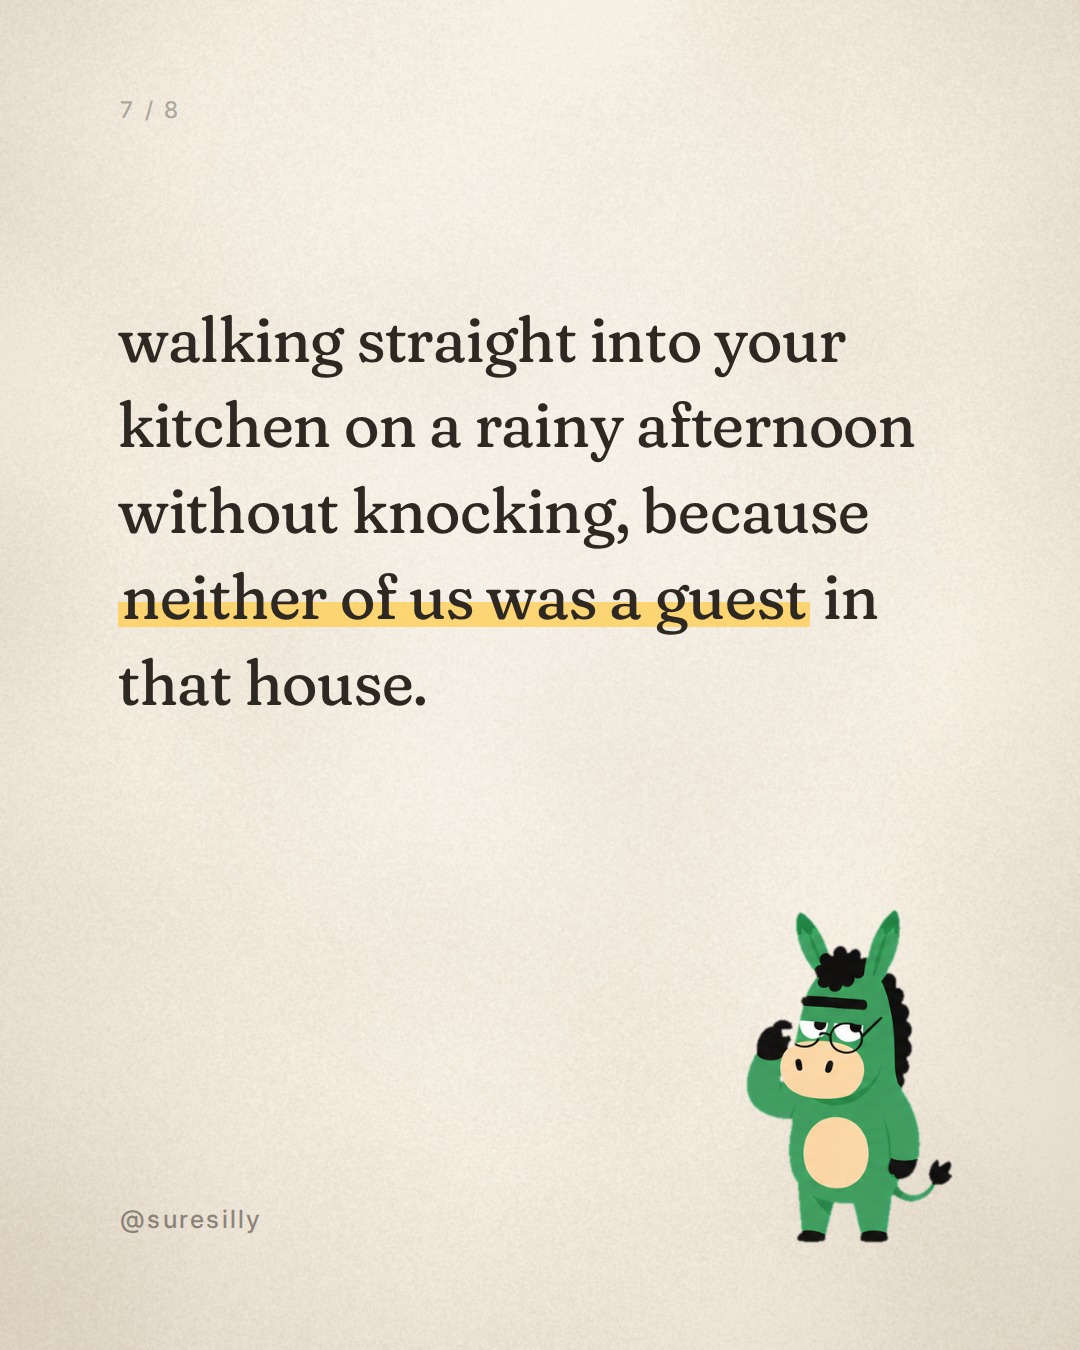 7 / 8
walking straight into your
kitchen on a rainy afternoon
without knocking, because
neither of us was a guest in
that house.
@suresilly